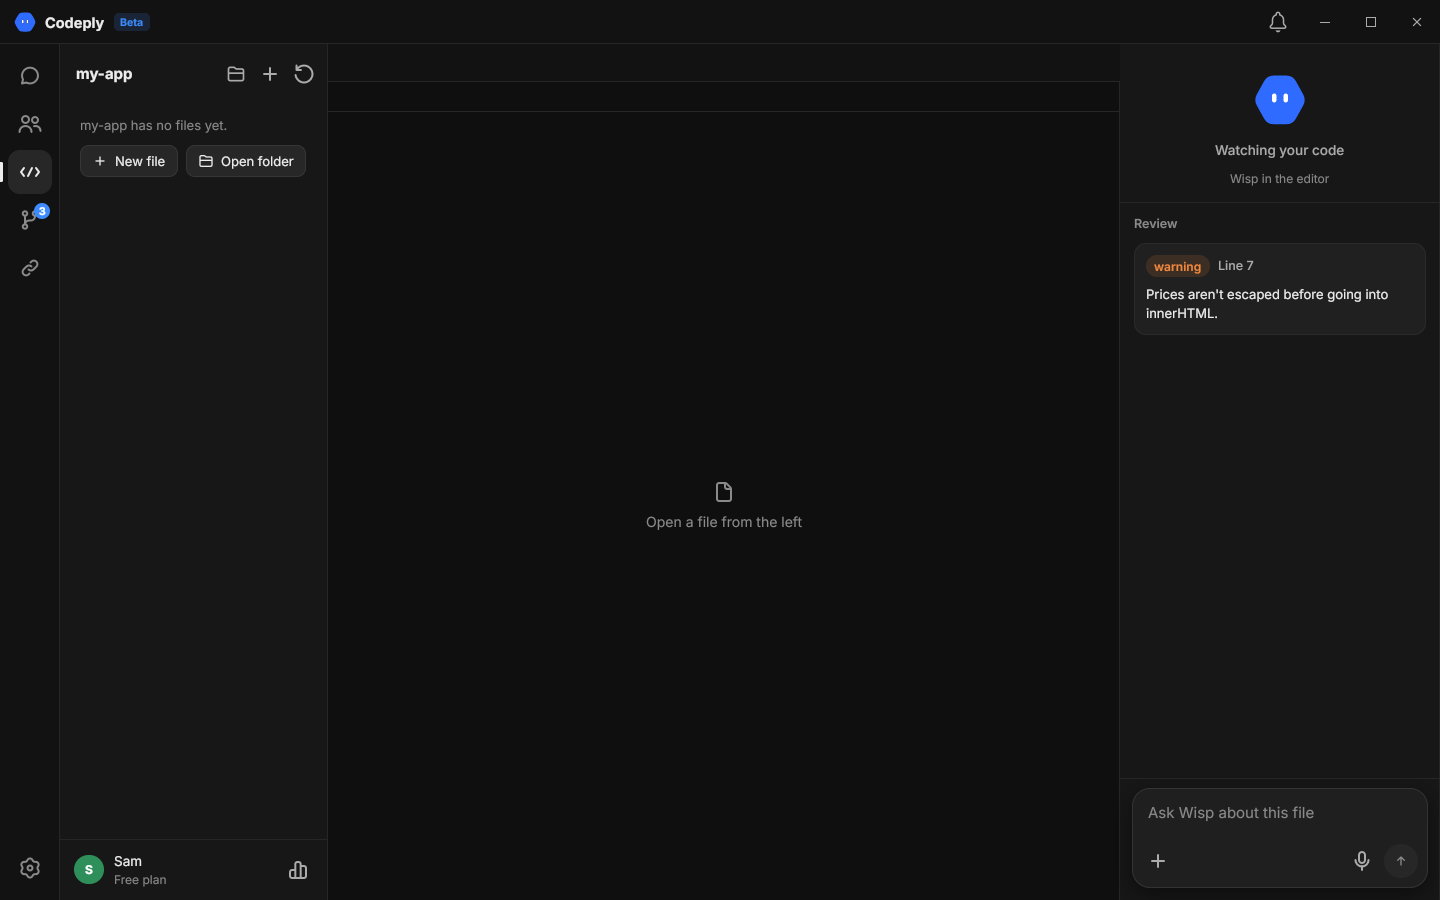 Codeply Beta
my-app
my-app has no files yet.
New file
Open folder
3
Open a file from the left
Watching your code
Wisp in the editor
Review
warning Line 7
Prices aren't escaped before going into
innerHTML.
Ask Wisp about this file
S
Sam
Free plan